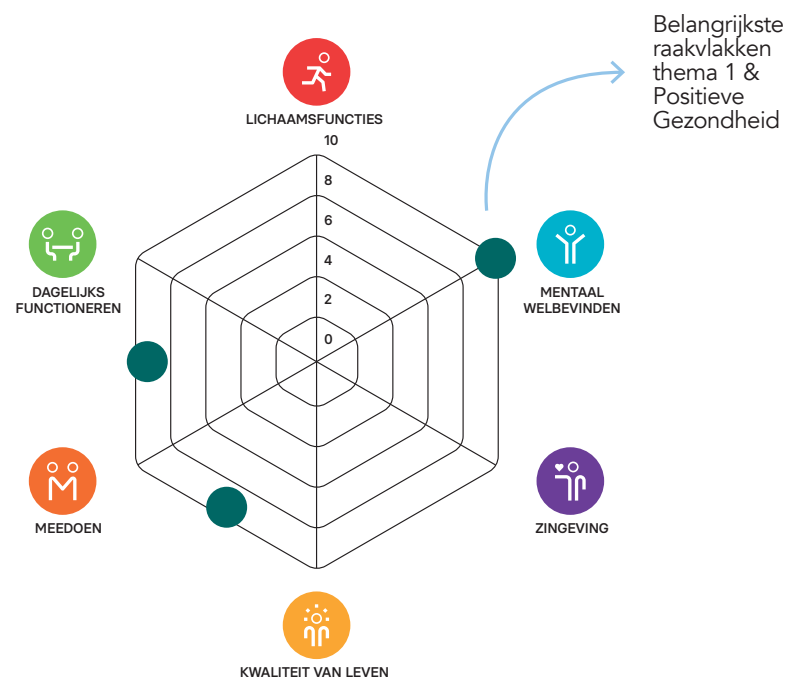 Belangrijkste
raakvlakken
thema 1 &
Positieve
Gezondheid
LICHAAMSFUNCTIES
10
8
6
4
2
0
DAGELIJKS
FUNCTIONEREN
MENTAAL
WELBEVINDEN
MEEDOEN
ZINGEVING
KWALITEIT VAN LEVEN